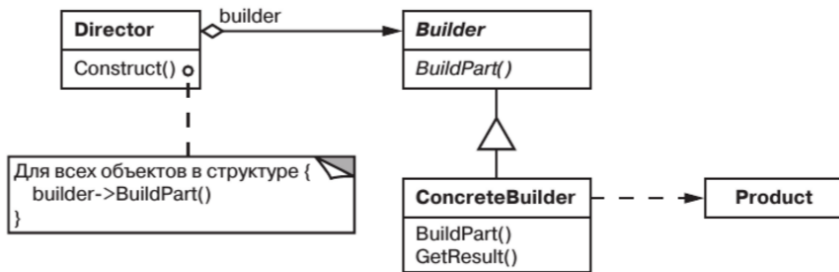 Director
Construct()
builder
Builder
BuildPart()
Для всех объектов в структуре {
builder->BuildPart()
}
ConcreteBuilder
BuildPart()
GetResult()
Product